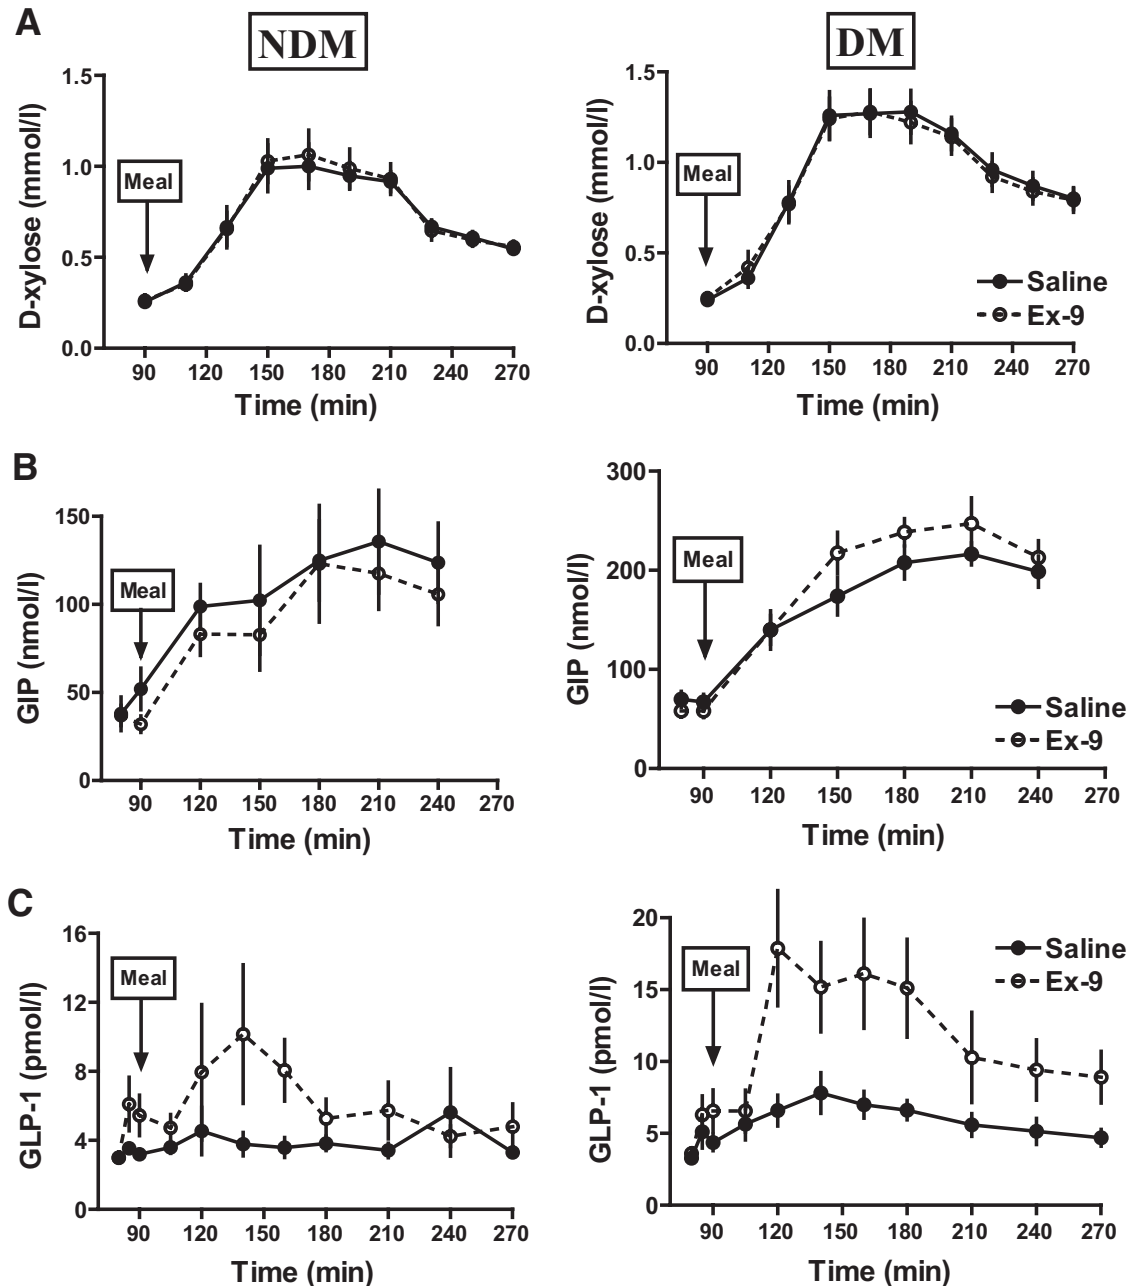 A
NDM
DM
D-xylose (mmol/l)
1.5
1.0
0.5
0.0
Meal
90 120 150 180 210 240 270
Time (min)
D-xylose (mmol/l)
1.5
1.0
0.5
0.0
Meal
Saline
Ex-9
90 120 150 180 210 240 270
Time (min)
B
GIP (nmol/l)
150
100
50
0
Meal
90 120 150 180 210 240 270
Time (min)
GIP (nmol/l)
300
200
100
0
Meal
Saline
Ex-9
90 120 150 180 210 240 270
Time (min)
C
GLP-1 (pmol/l)
16
12
8
4
0
Meal
90 120 150 180 210 240 270
Time (min)
GLP-1 (pmol/l)
20
15
10
5
0
Meal
Saline
Ex-9
90 120 150 180 210 240 270
Time (min)